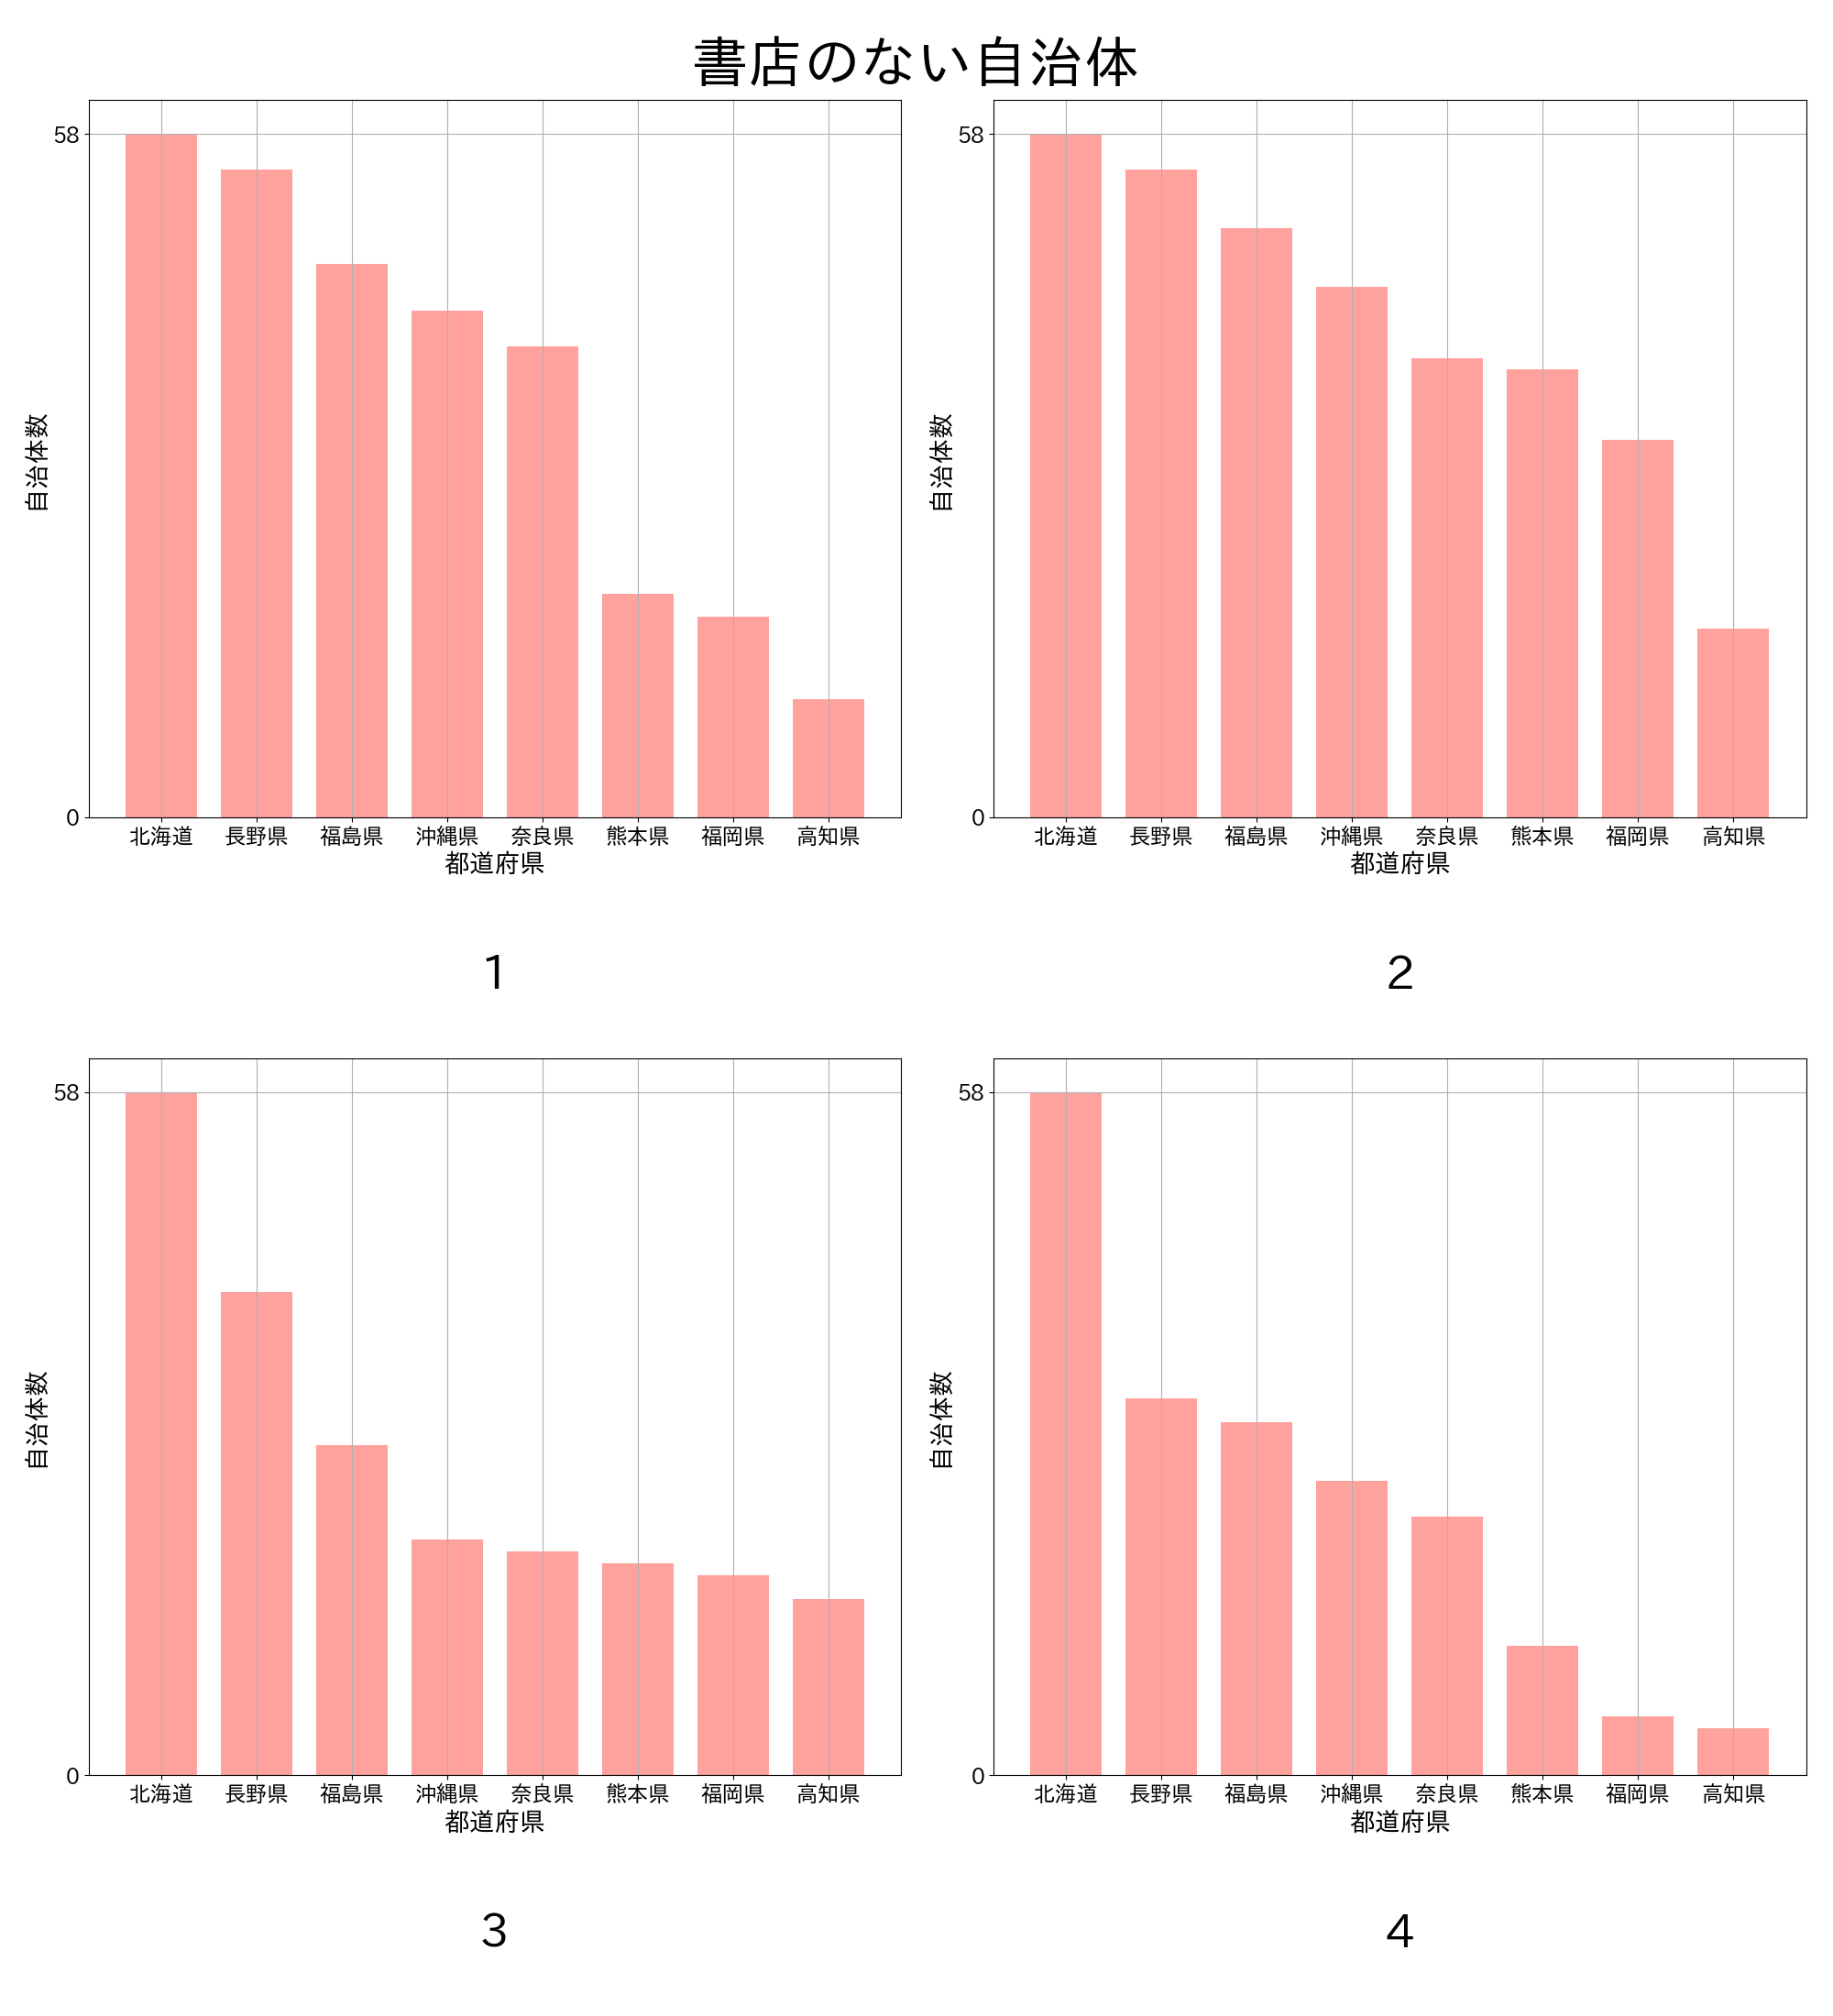 書店のない自治体
58
0
自治体数
北海道 長野県 福島県 沖縄県 奈良県 熊本県 福岡県 高知県
都道府県
1
58
0
自治体数
北海道 長野県 福島県 沖縄県 奈良県 熊本県 福岡県 高知県
都道府県
2
58
0
自治体数
北海道 長野県 福島県 沖縄県 奈良県 熊本県 福岡県 高知県
都道府県
3
58
0
自治体数
北海道 長野県 福島県 沖縄県 奈良県 熊本県 福岡県 高知県
都道府県
4